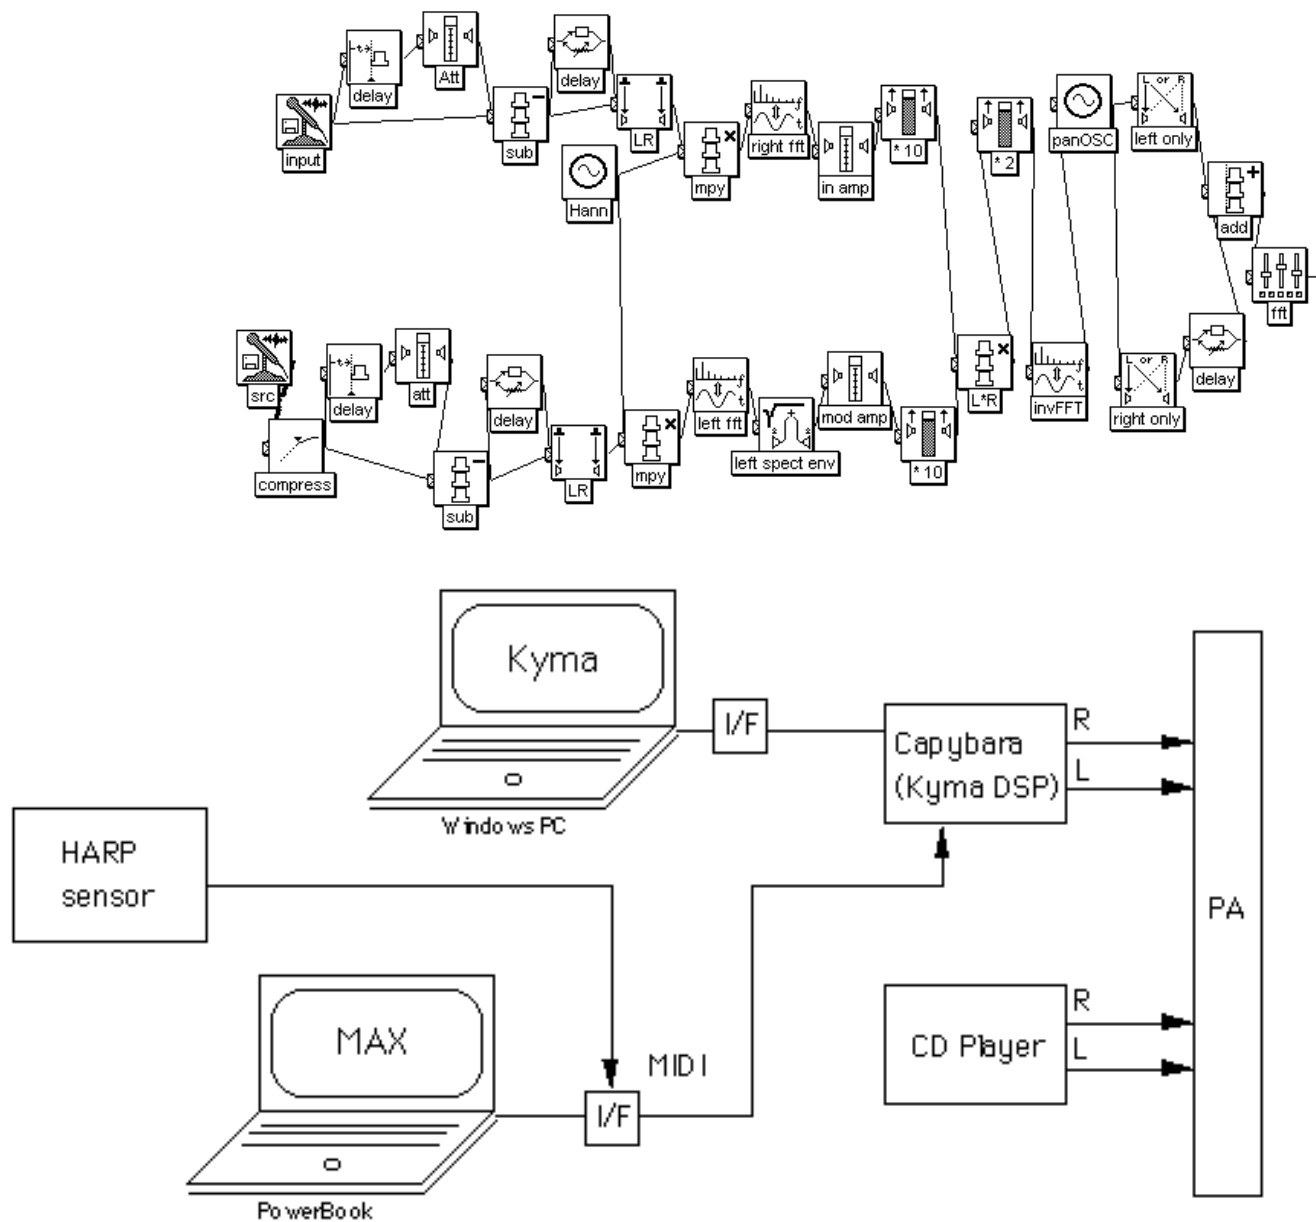 delay
Att
delay
L or R
input
sub
LR
Hann
mpy
f
t
right fft
in amp
* 10
* 2
panOSC
left only
add
fft
src
t
delay
att
compress
sub
delay
LR
mpy
f
t
left fft
left spect env
mod amp
* 10
L*R
f
t
invFFT
L or R
right only
delay
Kyma
I/F
Windows PC
Capybara
(Kyma DSP)
R
L
HARP
sensor
PA
MAX
I/F
MIDI
PowerBook
CD Player
R
L